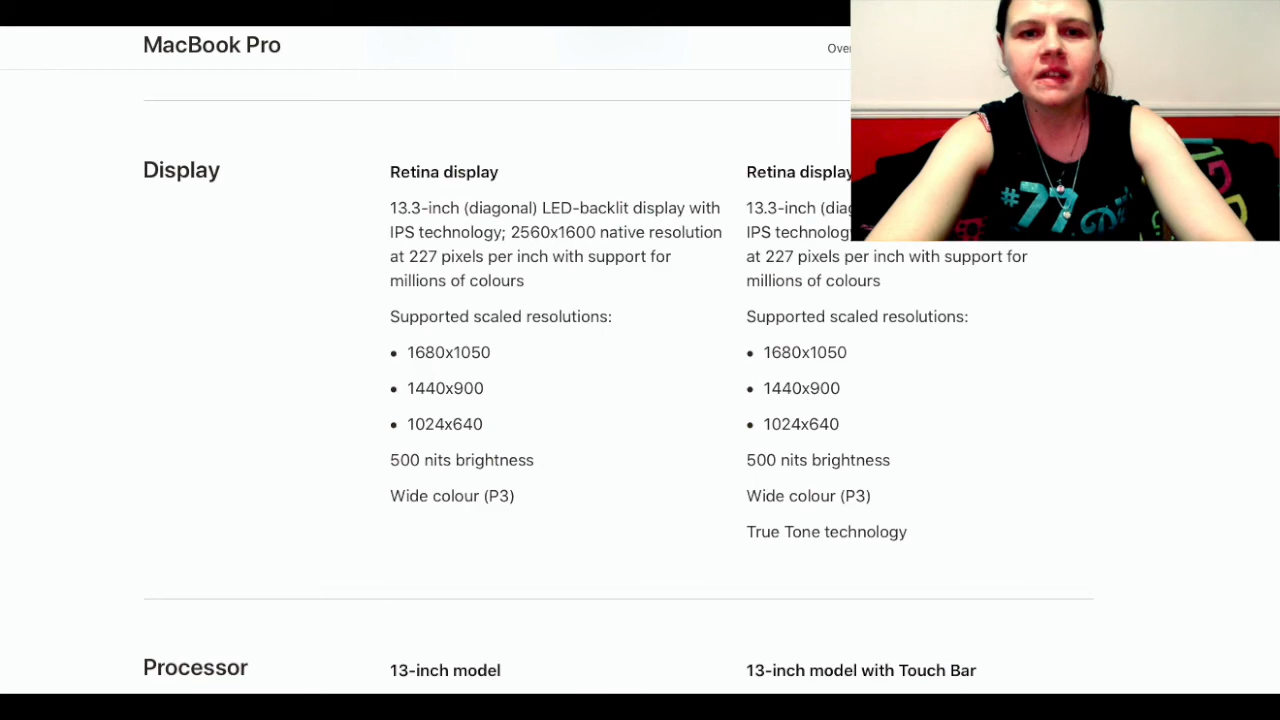 MacBook Pro
Display
Retina display
13.3-inch (diagonal) LED-backlit display with
IPS technology; 2560x1600 native resolution
at 227 pixels per inch with support for
millions of colours
Supported scaled resolutions:
• 1680x1050
• 1440x900
• 1024x640
500 nits brightness
Wide colour (P3)
Retina display
13.3-inch
IPS technology
at 227 pixels per inch with support for
millions of colours
Supported scaled resolutions:
• 1680x1050
• 1440x900
• 1024x640
500 nits brightness
Wide colour (P3)
True Tone technology
Processor
13-inch model
13-inch model with Touch Bar